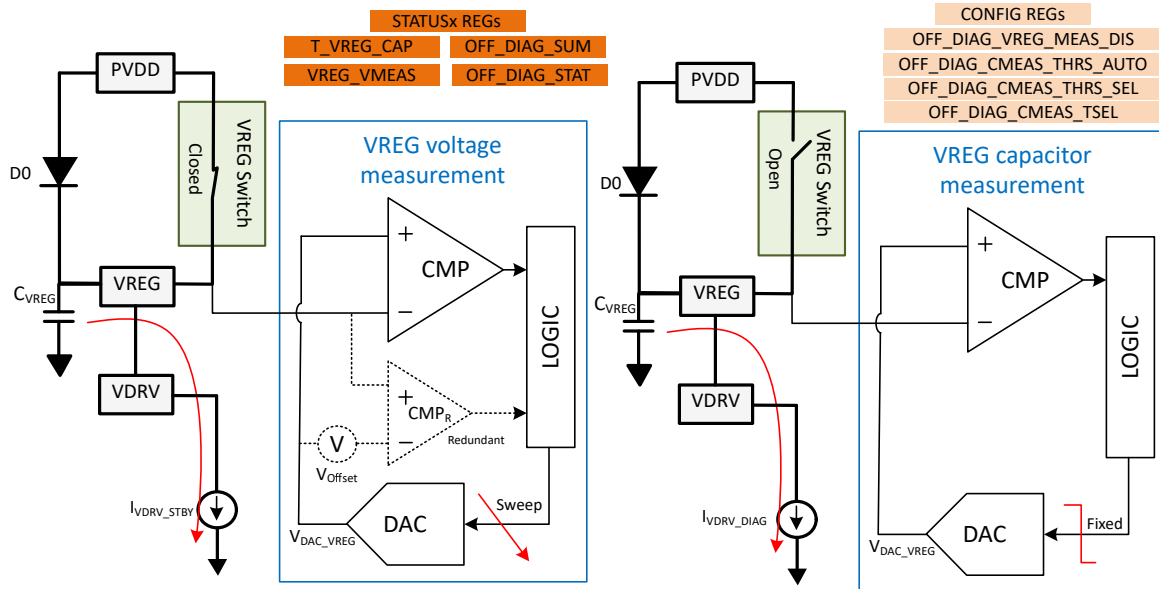 STATUSx REGs
T_VREG_CAP
OFF_DIAG_SUM
VREG_VMEAS
OFF_DIAG_STAT
CONFIG REGs
OFF_DIAG_VREG_MEAS_DIS
OFF_DIAG_CMEAS_THRS_AUTO
OFF_DIAG_CMEAS_THRS_SEL
OFF_DIAG_CMEAS_TSEL
PVDD
D0
VREG Switch
Closed
VREG
CVREG
VDRV
IVDRV_STBY
VREG voltage
measurement
+
CMP
−
LOGIC
+
CMPR
−
Redundant
V
VOffset
Sweep
DAC
VDAC_VREG
PVDD
D0
VREG Switch
Open
VREG
CVREG
VDRV
IVDRV_DIAG
VREG capacitor
measurement
+
CMP
−
LOGIC
Fixed
DAC
VDAC_VREG